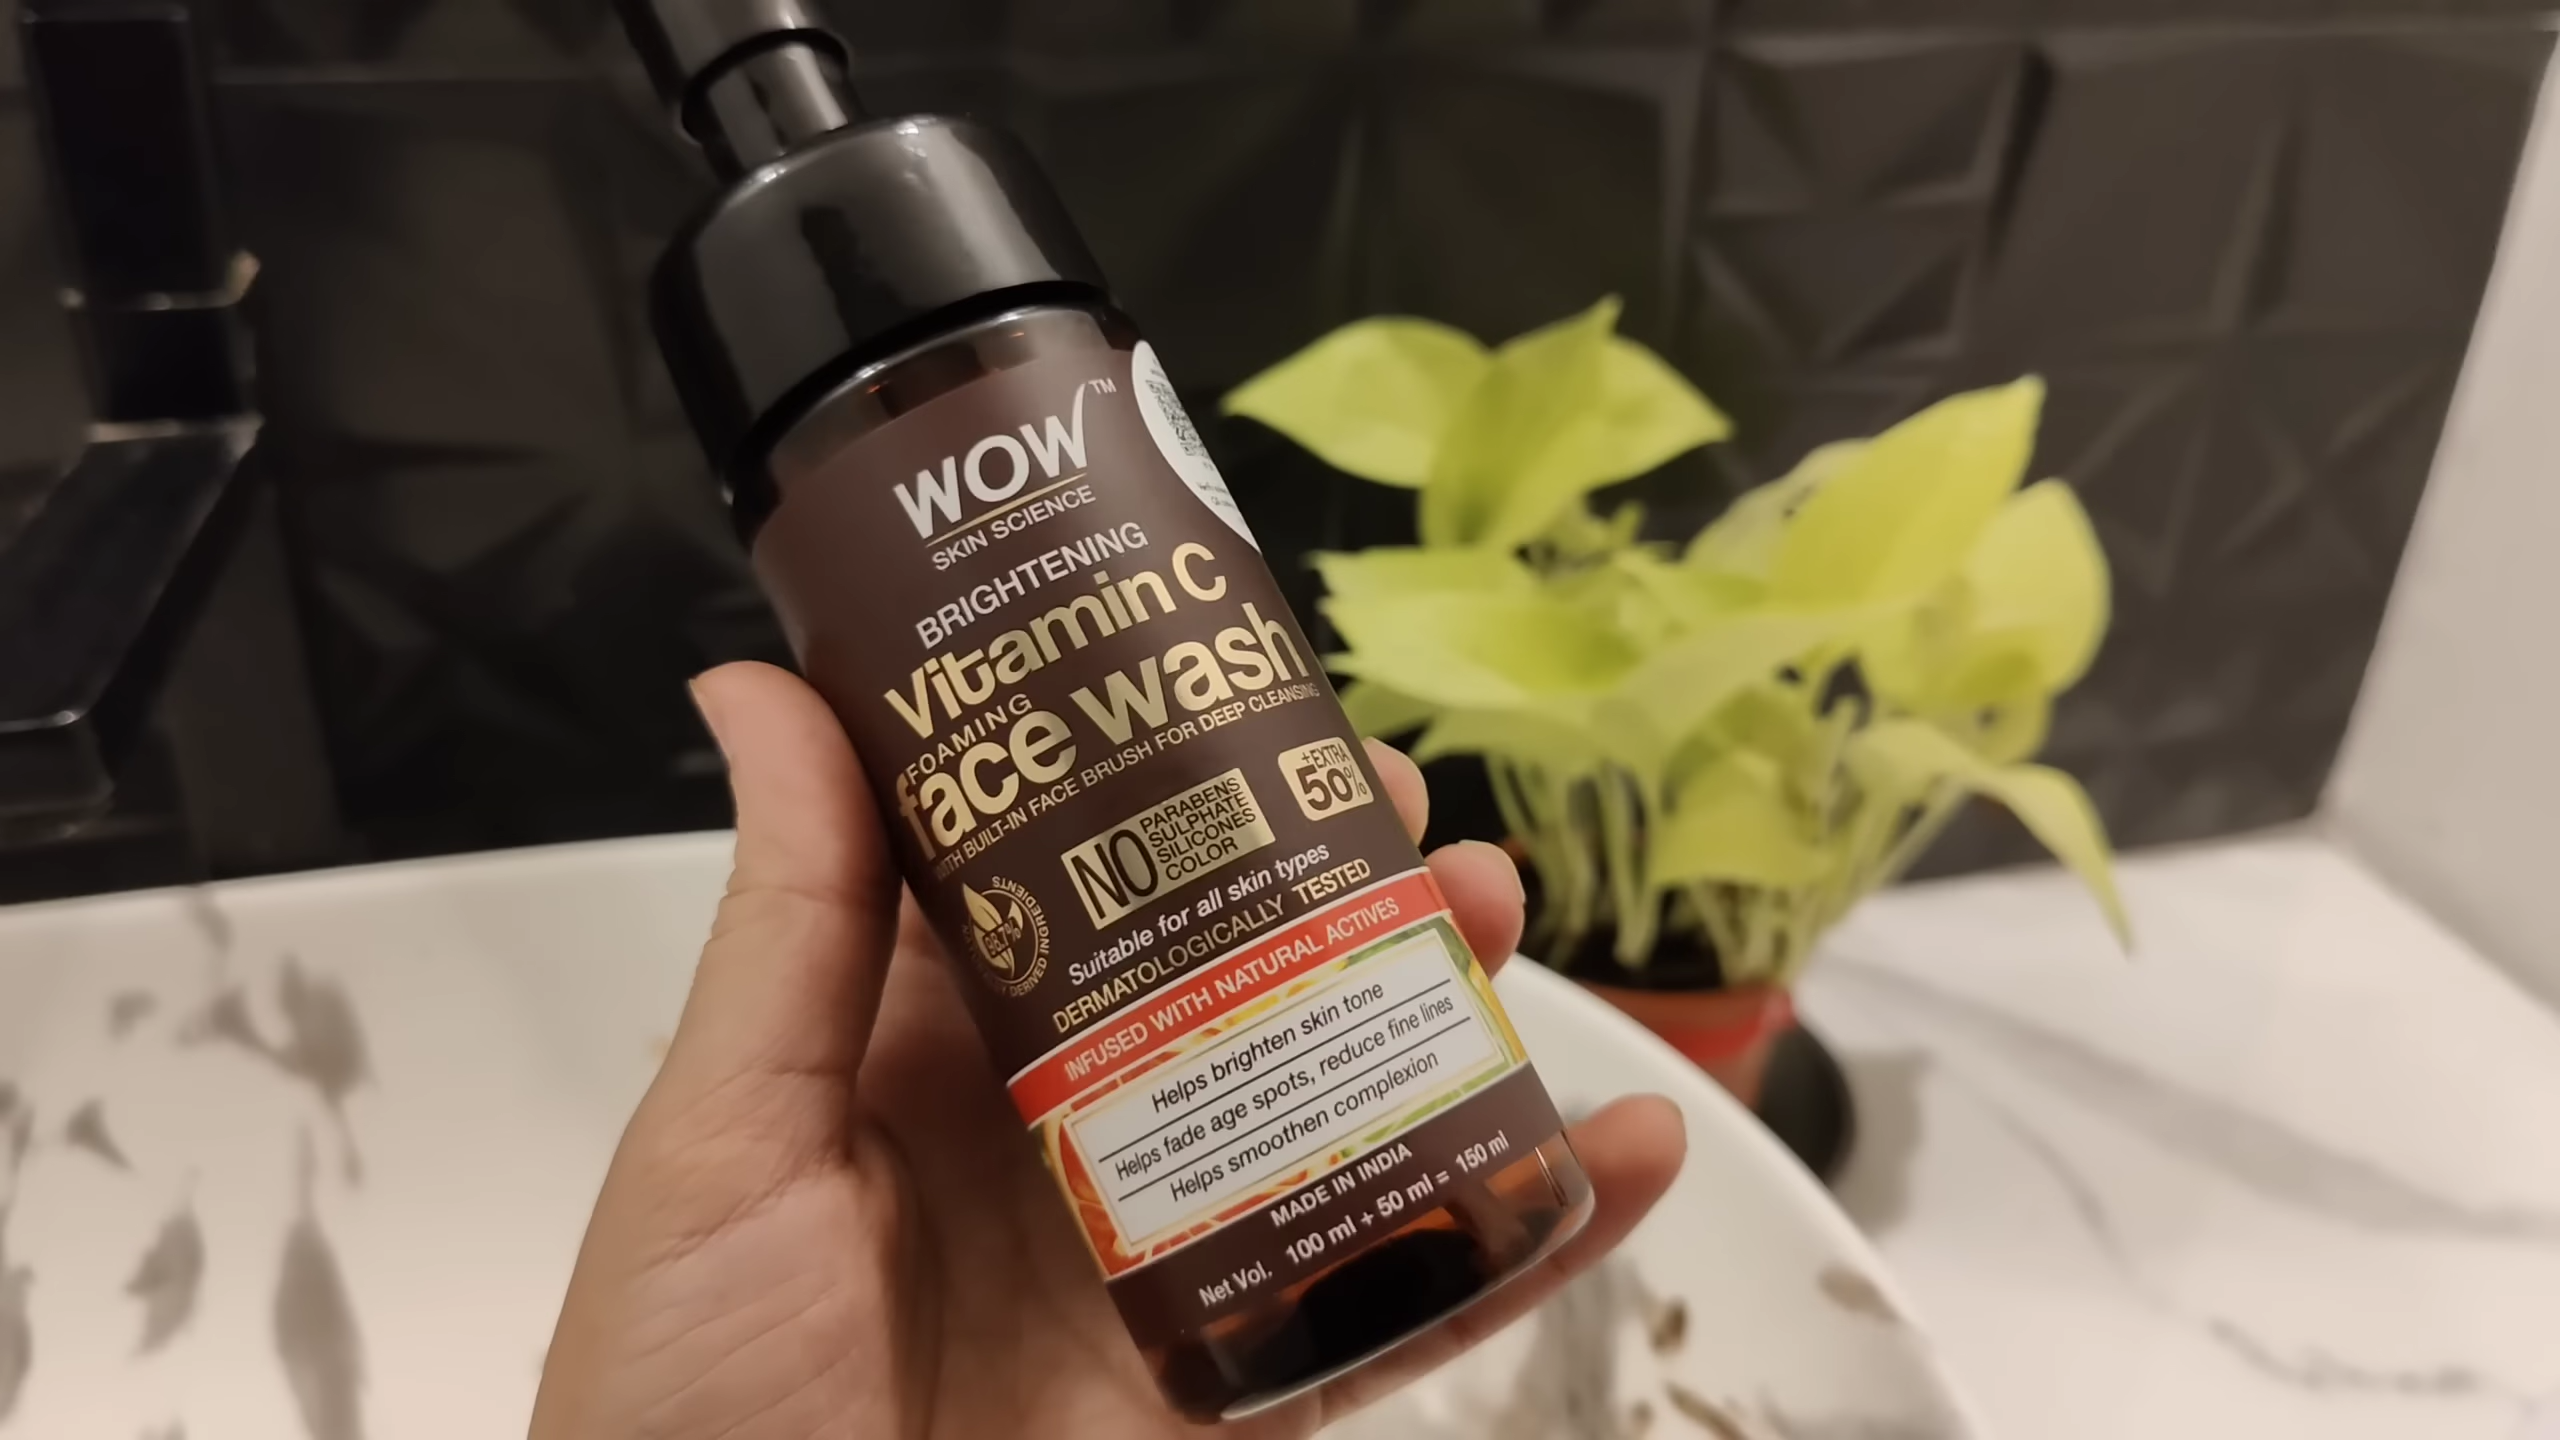 WOW™
SKIN SCIENCE
BRIGHTENING
Vitamin C
FOAMING
face wash
WITH BUILT-IN FACE BRUSH FOR DEEP CLEANSING
NO
PARABENS
SULPHATE
SILICONES
COLOR
+EXTRA
50%
98.7%
DERIVED INGREDIENTS
Suitable for all skin types
DERMATOLOGICALLY TESTED
INFUSED WITH NATURAL ACTIVES
Helps brighten skin tone
Helps fade age spots, reduce fine lines
Helps smoothen complexion
MADE IN INDIA
Net Vol. 100 ml + 50 ml = 150 ml